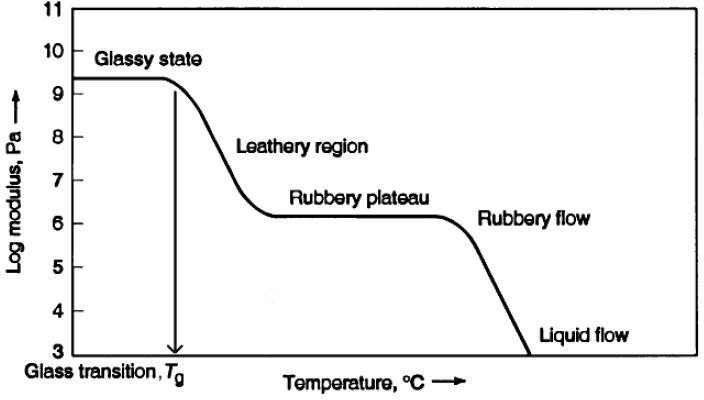 11
10
9
8
7
6
5
4
3
Log modulus, Pa
Glassy state
Leathery region
Rubbery plateau
Rubbery flow
Liquid flow
Glass transition, Tg
Temperature, °C